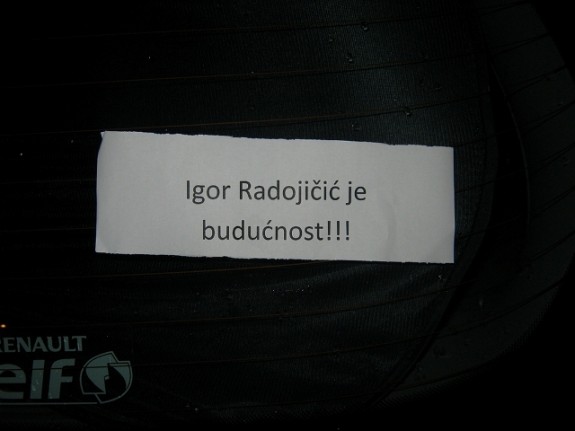 Igor Radojičić je
budućnost!!!
RENAULT
elf